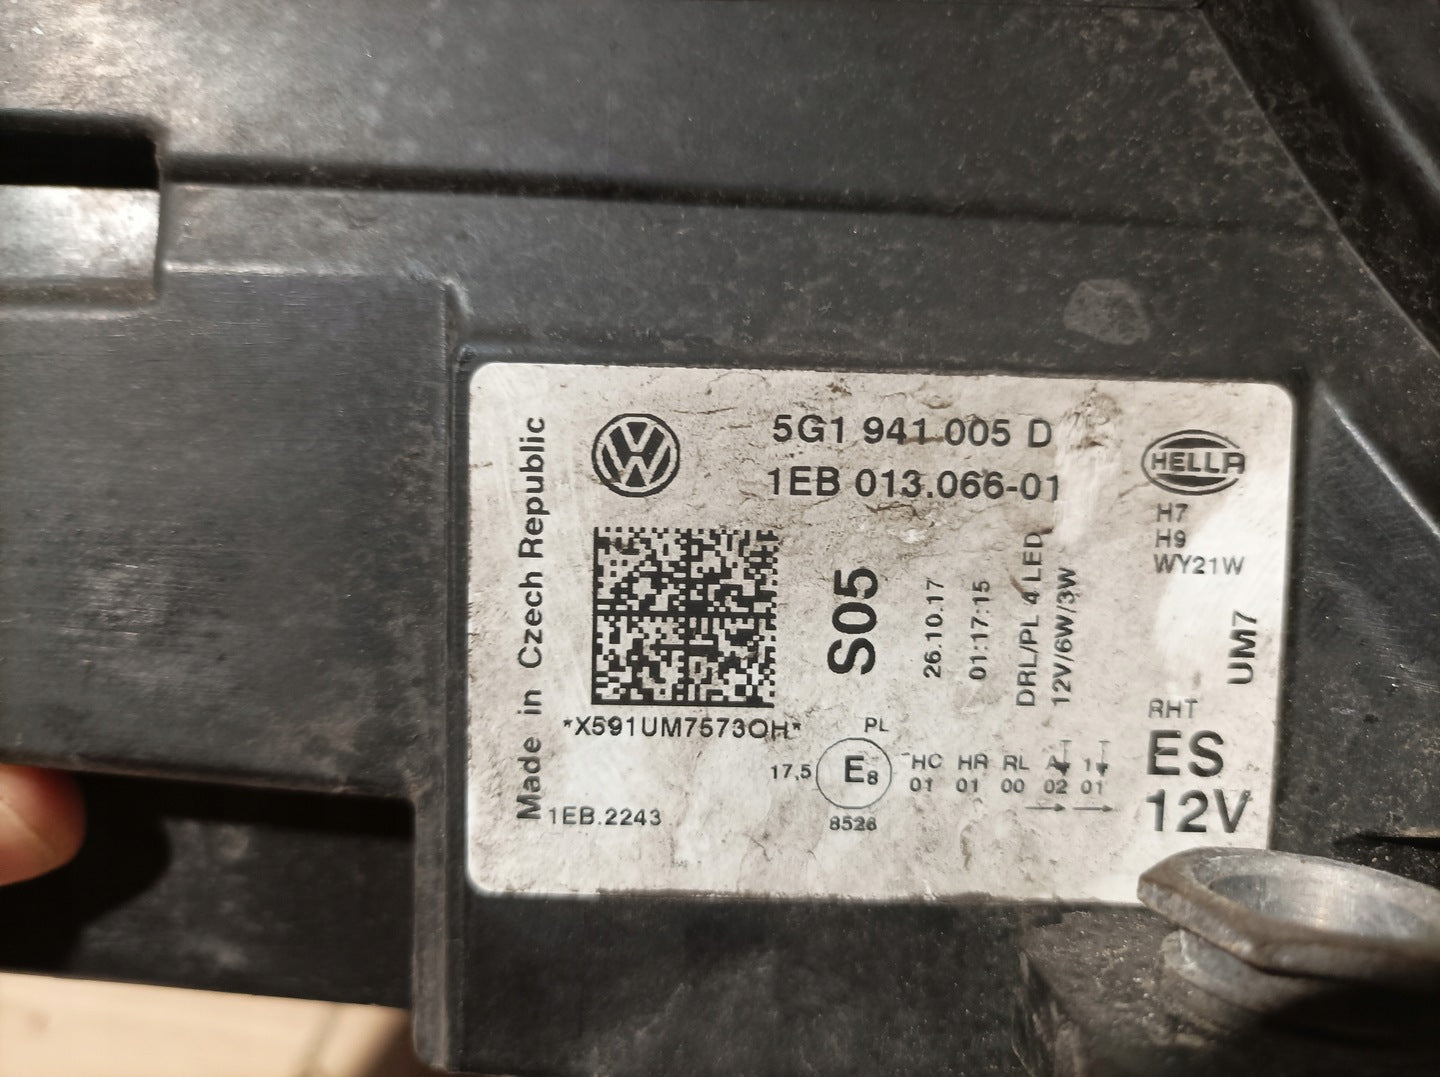 Made in Czech Republic
5G1 941 005 D
1EB 013.066-01
HELLA
H7
H9
WY21W
S05
26.10.17
01:17:15
DRL/PL 4 LED
12V/6W/3W
UM7
*X591UM7573OH*
PL
17,5 E8 HC HR RL A 1
01 01 00 02 01
8526
1EB.2243
RHT
ES
12V